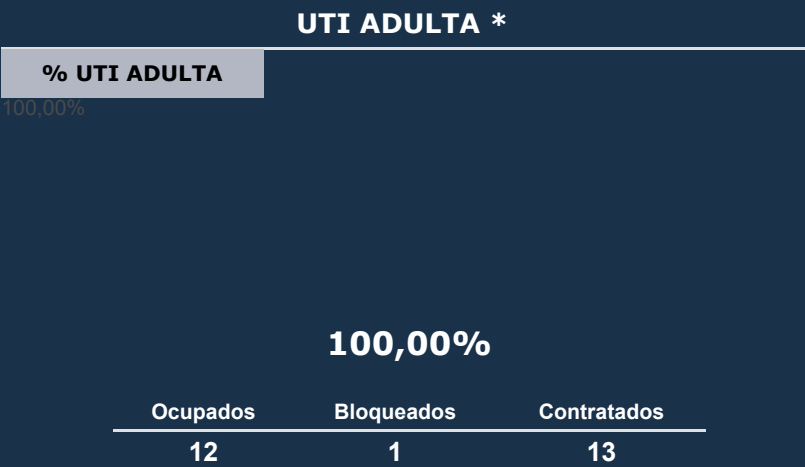 UTI ADULTA *
% UTI ADULTA
100,00%
100,00%
Ocupados Bloqueados Contratados
12 1 13